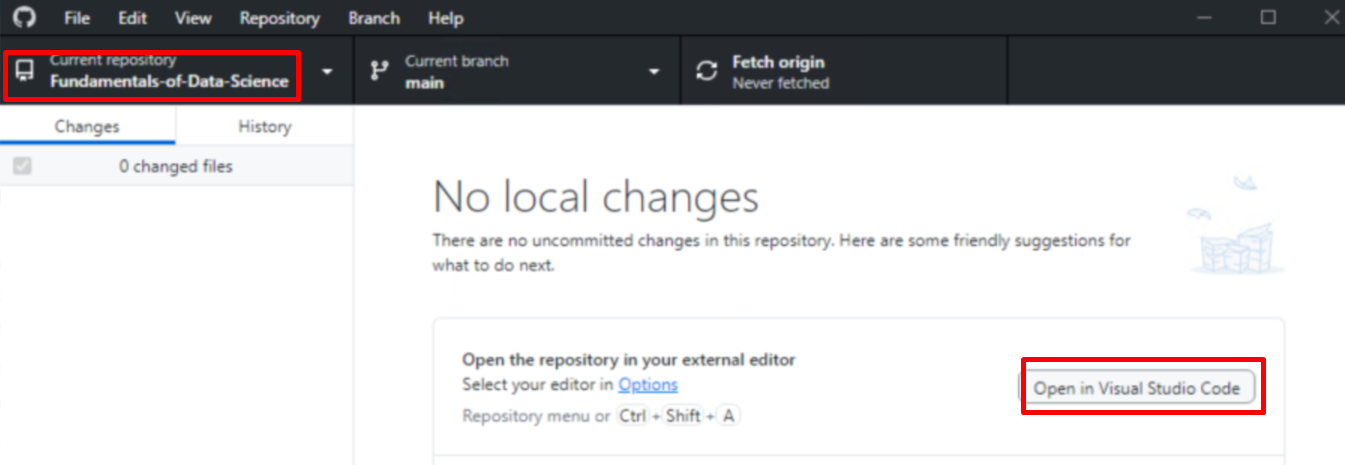 File Edit View Repository Branch Help
Current repository
Fundamentals-of-Data-Science
Current branch
main
Fetch origin
Never fetched
Changes
History
0 changed files
No local changes
There are no uncommitted changes in this repository. Here are some friendly suggestions for
what to do next.
Open the repository in your external editor
Select your editor in Options
Repository menu or Ctrl + Shift + A
Open in Visual Studio Code